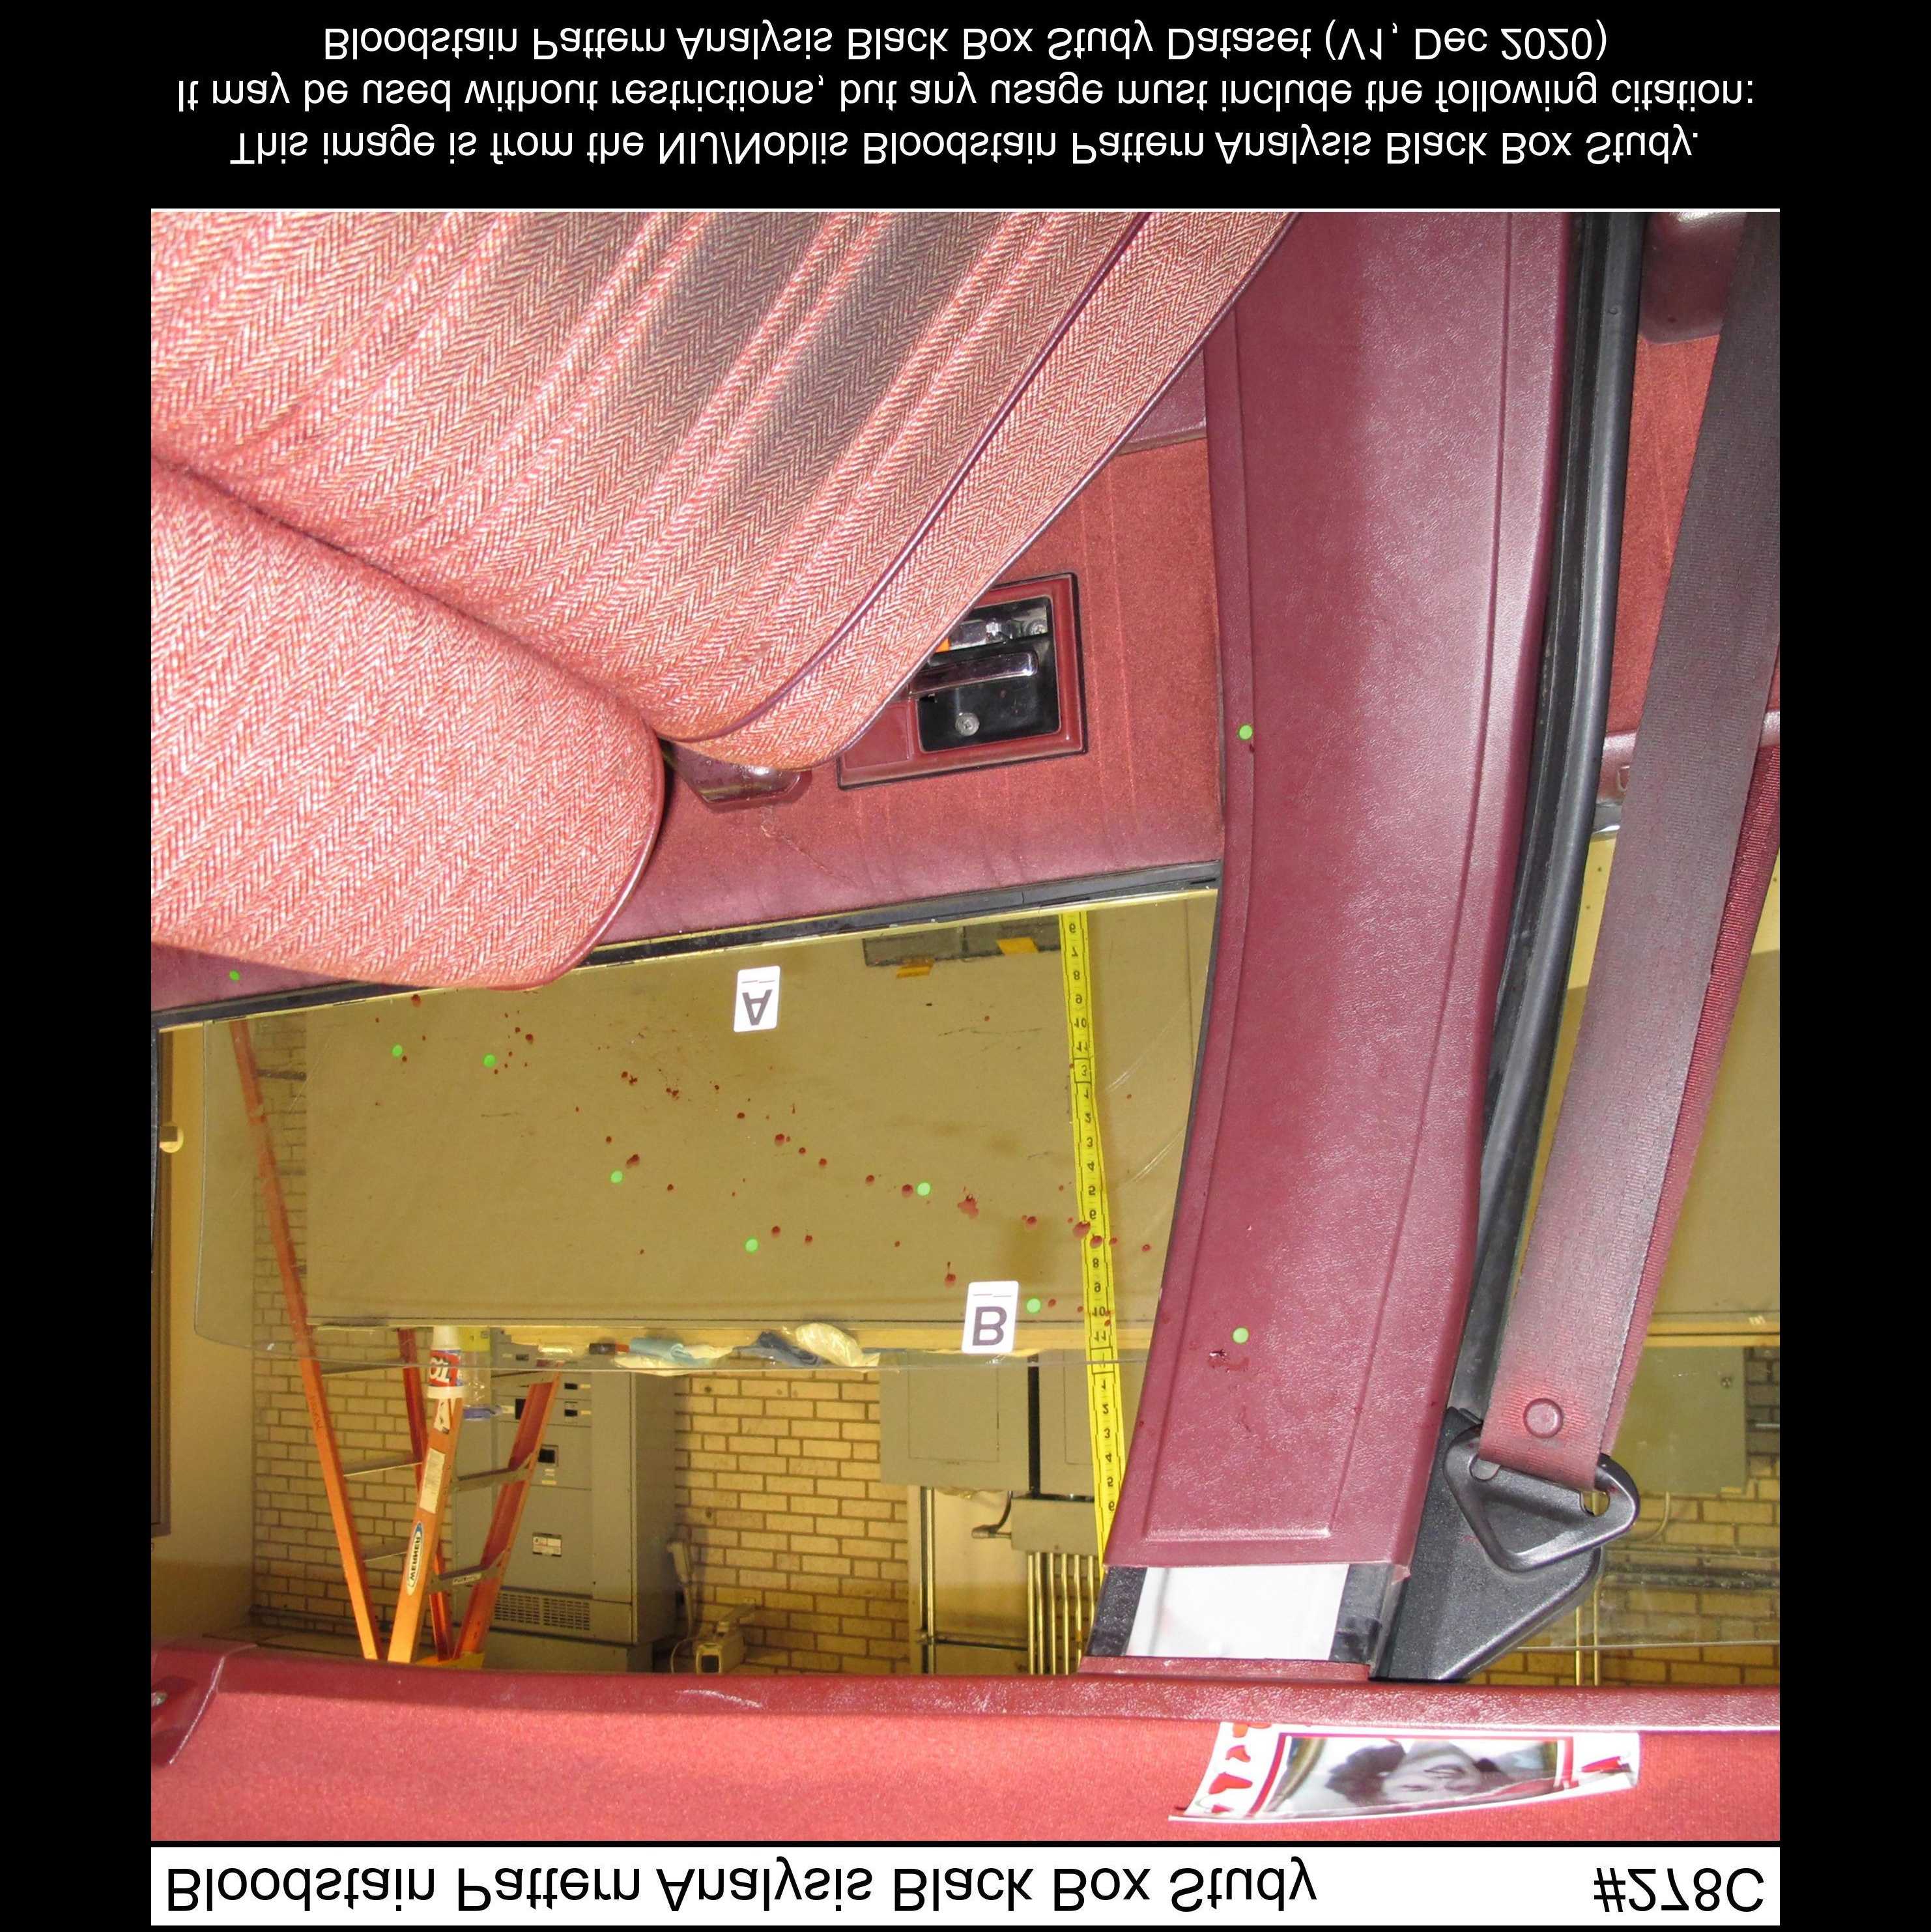 Bloodstain Pattern Analysis Black Box Study #278C
A
B
WERNER
This image is from the NIJ/Noblis Bloodstain Pattern Analysis Black Box Study.
It may be used without restrictions, but any usage must include the following citation:
Bloodstain Pattern Analysis Black Box Study Dataset (V1, Dec 2020)